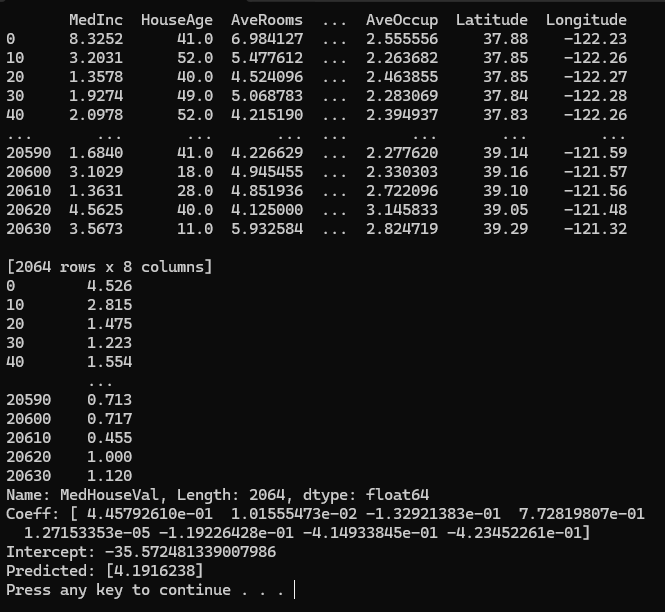 MedInc HouseAge AveRooms ... AveOccup Latitude Longitude
0 8.3252 41.0 6.984127 ... 2.555556 37.88 -122.23
10 3.2031 52.0 5.477612 ... 2.263682 37.85 -122.26
20 1.3578 40.0 4.524096 ... 2.463855 37.85 -122.27
30 1.9274 49.0 5.068783 ... 2.283069 37.84 -122.28
40 2.0978 52.0 4.215190 ... 2.394937 37.83 -122.26
... ... ... ... ... ... ... ...
20590 1.6840 41.0 4.226629 ... 2.277620 39.14 -121.59
20600 3.1029 18.0 4.945455 ... 2.330303 39.16 -121.57
20610 1.3631 28.0 4.851936 ... 2.722096 39.10 -121.56
20620 4.5625 40.0 4.125000 ... 3.145833 39.05 -121.48
20630 3.5673 11.0 5.932584 ... 2.824719 39.29 -121.32
[2064 rows x 8 columns]
0 4.526
10 2.815
20 1.475
30 1.223
40 1.554
...
20590 0.713
20600 0.717
20610 0.455
20620 1.000
20630 1.120
Name: MedHouseVal, Length: 2064, dtype: float64
Coeff: [ 4.45792610e-01 1.01555473e-02 -1.32921383e-01 7.72819807e-01
1.27153353e-05 -1.19226428e-01 -4.14933845e-01 -4.23452261e-01]
Intercept: -35.572481339007986
Predicted: [4.1916238]
Press any key to continue . . .